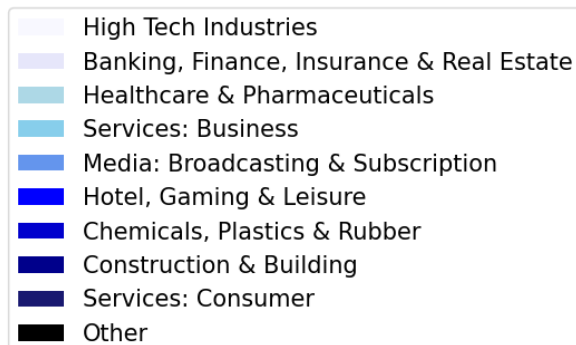 High Tech Industries
Banking, Finance, Insurance & Real Estate
Healthcare & Pharmaceuticals
Services: Business
Media: Broadcasting & Subscription
Hotel, Gaming & Leisure
Chemicals, Plastics & Rubber
Construction & Building
Services: Consumer
Other